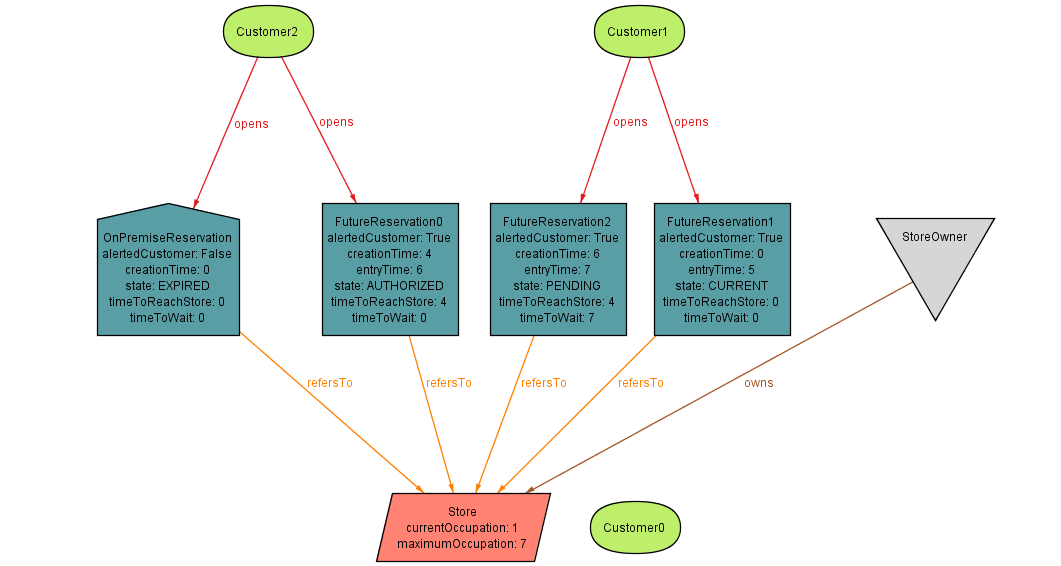 Customer2
Customer1
opens
opens
opens
opens
OnPremiseReservation
alertedCustomer: False
creationTime: 0
state: EXPIRED
timeToReachStore: 0
timeToWait: 0
FutureReservation0
alertedCustomer: True
creationTime: 4
entryTime: 6
state: AUTHORIZED
timeToReachStore: 4
timeToWait: 0
FutureReservation2
alertedCustomer: True
creationTime: 6
entryTime: 7
state: PENDING
timeToReachStore: 4
timeToWait: 7
FutureReservation1
alertedCustomer: True
creationTime: 0
entryTime: 5
state: CURRENT
timeToReachStore: 0
timeToWait: 0
StoreOwner
refersTo
refersTo
refersTo
refersTo
owns
Store
currentOccupation: 1
maximumOccupation: 7
Customer0